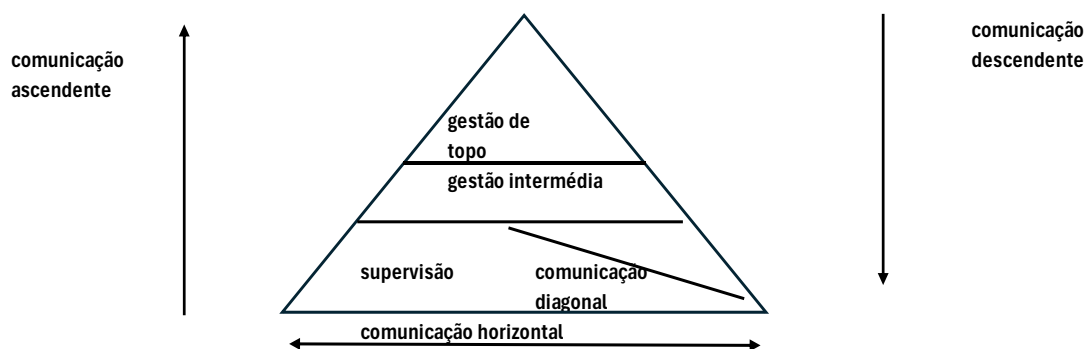 comunicação
ascendente
comunicação
descendente
gestão de
topo
gestão intermédia
supervisão
comunicação
diagonal
comunicação horizontal